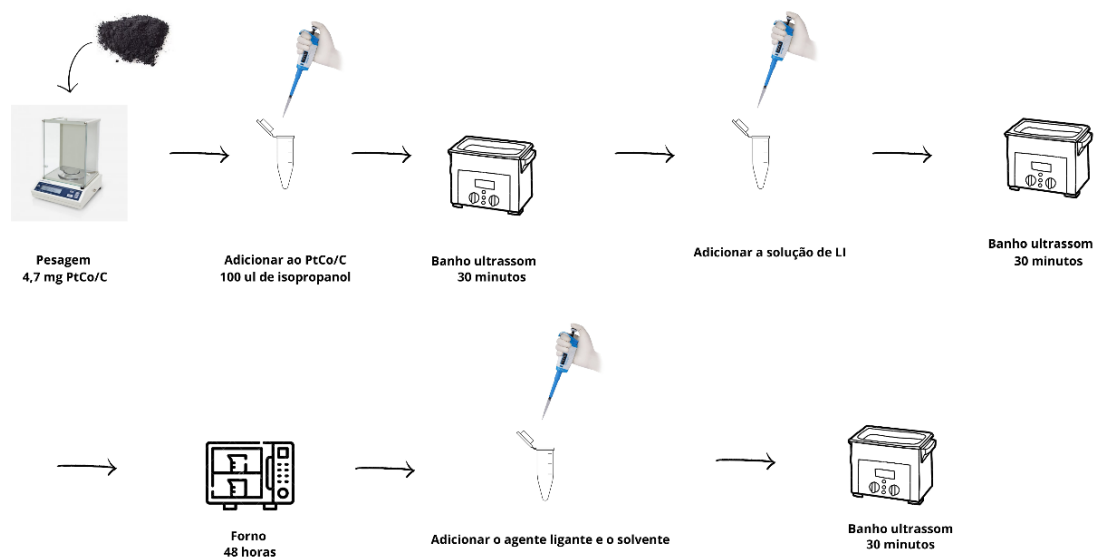 Pesagem
4,7 mg PtCo/C
Adicionar ao PtCo/C
100 ul de isopropanol
Banho ultrassom
30 minutos
Adicionar a solução de LI
Banho ultrassom
30 minutos
Forno
48 horas
Adicionar o agente ligante e o solvente
Banho ultrassom
30 minutos